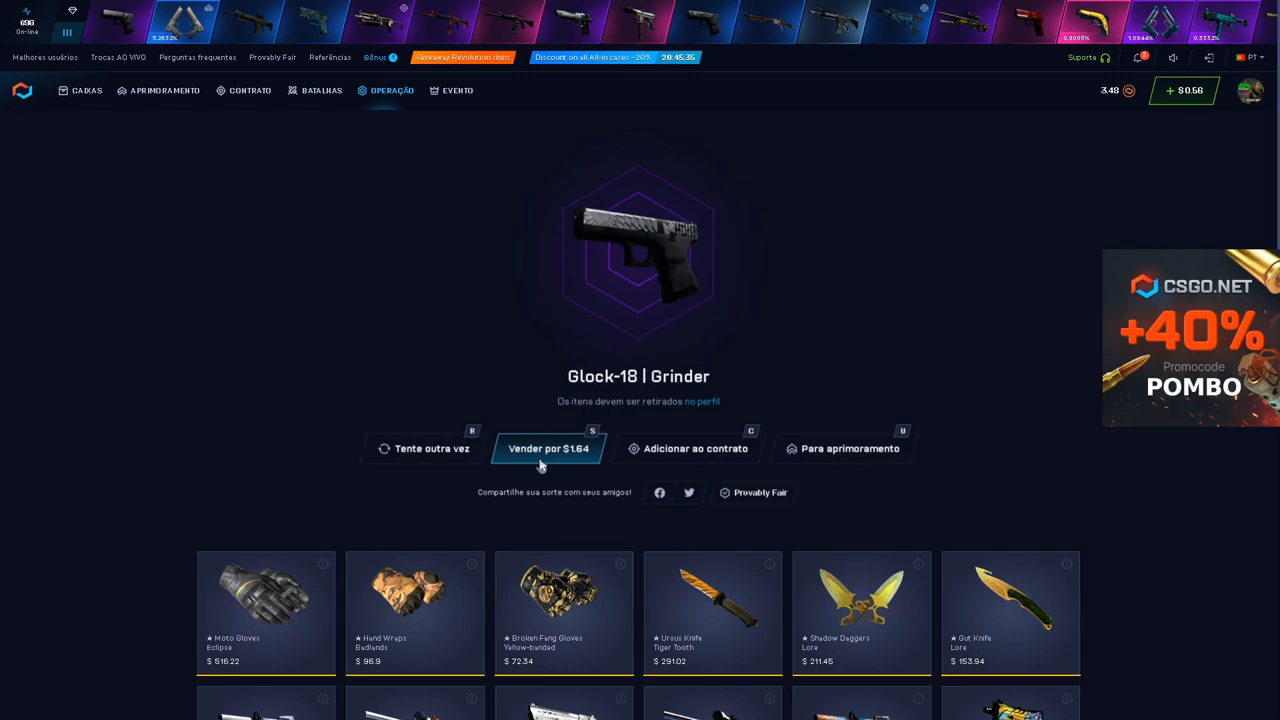 698
On-line
5.2632%
0.9008%
1.0944%
0.3332%
Melhores usuários
Trocas AO VIVO
Perguntas frequentes
Provably Fair
Referências
Bônus
Giveaway Revolution skins
Discount on all All-in cases -20% 20:45:35
Suporte
3
PT
CAIXAS
APRIMORAMENTO
CONTRATO
BATALHAS
OPERAÇÃO
EVENTO
3.48
+ $0.56
CSGO.NET
+40%
Promocode
POMBO
Glock-18 | Grinder
Os itens devem ser retirados no perfil
R
S
C
U
Tente outra vez
Vender por $1.64
Adicionar ao contrato
Para aprimoramento
Compartilhe sua sorte com seus amigos!
Provably Fair
★ Moto Gloves
Eclipse
$ 516.22
★ Hand Wraps
Badlands
$ 96.9
★ Broken Fang Gloves
Yellow-banded
$ 72.34
★ Ursus Knife
Tiger Tooth
$ 291.02
★ Shadow Daggers
Lore
$ 211.45
★ Gut Knife
Lore
$ 153.94